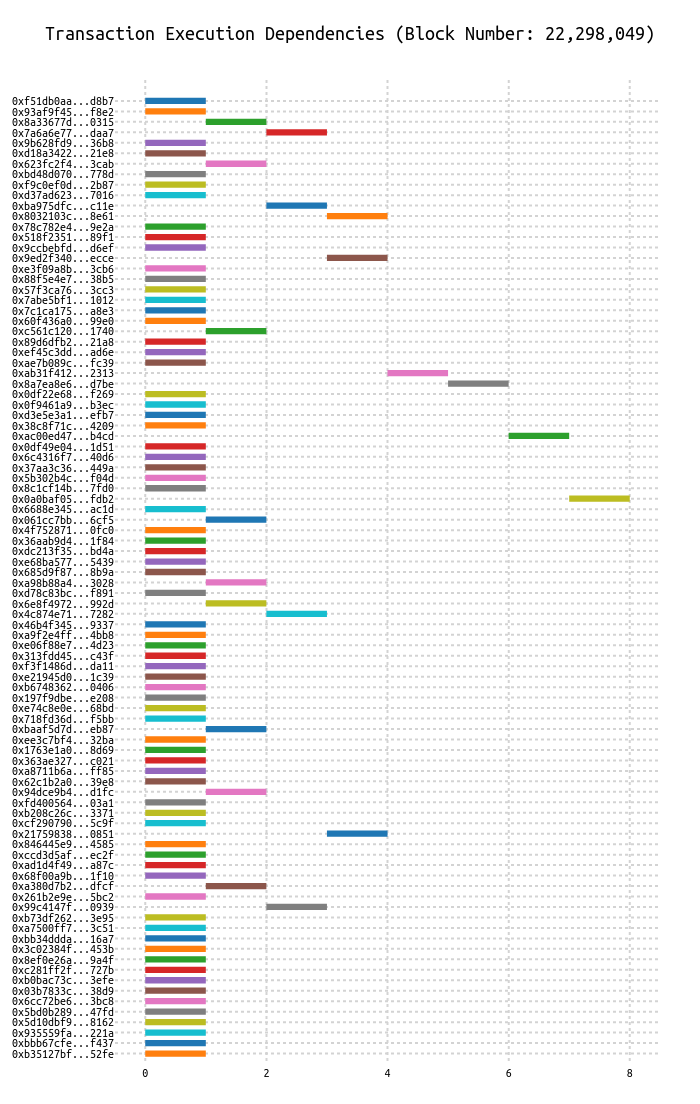 Transaction Execution Dependencies (Block Number: 22,298,049)
0xf51db0aa...d8b7
0x93af9f45...f8e2
0x8a33677d...0315
0x7a6a6e77...daa7
0x9b628fd9...36b8
0xd18a3422...21e8
0x623fc2f4...3cab
0xbd48d070...778d
0xf9c0ef0d...2b87
0xd37ad623...7016
0xba975dfc...c11e
0x8032103c...8e61
0x78c782e4...9e2a
0x518f2351...89f1
0x9ccbebfd...d6ef
0x9ed2f340...ecce
0xe3f09a8b...3cb6
0x88f5e4e7...38b5
0x57f3ca76...3cc3
0x7abe5bf1...1012
0x7c1ca175...a8e3
0x60f436a0...99e0
0xc561c120...1740
0x89d6dfb2...21a8
0xef45c3dd...ad6e
0xae7b089c...fc39
0xab31f412...2313
0x8a7ea8e6...d7be
0x0df22e68...f269
0x0f9461a9...b3ec
0xd3e5e3a1...efb7
0x38c8f71c...4209
0xac00ed47...b4cd
0x0df49e04...1d51
0x6c4316f7...40d6
0x37aa3c36...449a
0x5b302b4c...f04d
0x8c1cf14b...7fd0
0x0a0baf05...fdb2
0x6688e345...ac1d
0x061cc7bb...6cf5
0x4f752871...0fc0
0x36aab9d4...1f84
0xdc213f35...bd4a
0xe68ba577...5439
0x685d9f87...8b9a
0xa98b88a4...3028
0xd78c83bc...f891
0x6e8f4972...992d
0x4c874e71...7282
0x46b4f345...9337
0xa9f2e4ff...4bb8
0xe06f88e7...4d23
0x313fdd45...c43f
0xf3f1486d...da11
0xe21945d0...1c39
0xb6748362...0406
0x197f9dbe...e208
0xe74c8e0e...68bd
0x718fd36d...f5bb
0xbaaf5d7d...eb87
0xee3c7bf4...32ba
0x1763e1a0...8d69
0x363ae327...c021
0xa8711b6a...ff85
0x62c1b2a0...39e8
0x94dce9b4...d1fc
0xfd400564...03a1
0xb208c26c...3371
0xcf290790...5c9f
0x21759838...0851
0x846445e9...4585
0xccd3d5af...ec2f
0xad1d4f49...a87c
0x68f00a9b...1f10
0xa380d7b2...dfcf
0x261b2e9e...5bc2
0x99c4147f...0939
0xb73df262...3e95
0xa7500ff7...3c51
0xbb34ddda...16a7
0x3c02384f...453b
0x8ef0e26a...9a4f
0xc281ff2f...727b
0xb0bac73c...3efe
0x03b7833c...38d9
0x6cc72be6...3bc8
0x5bd0b289...47fd
0x5d10dbf9...8162
0x935559fa...221a
0xbbb67cfe...f437
0xb35127bf...52fe
0 2 4 6 8